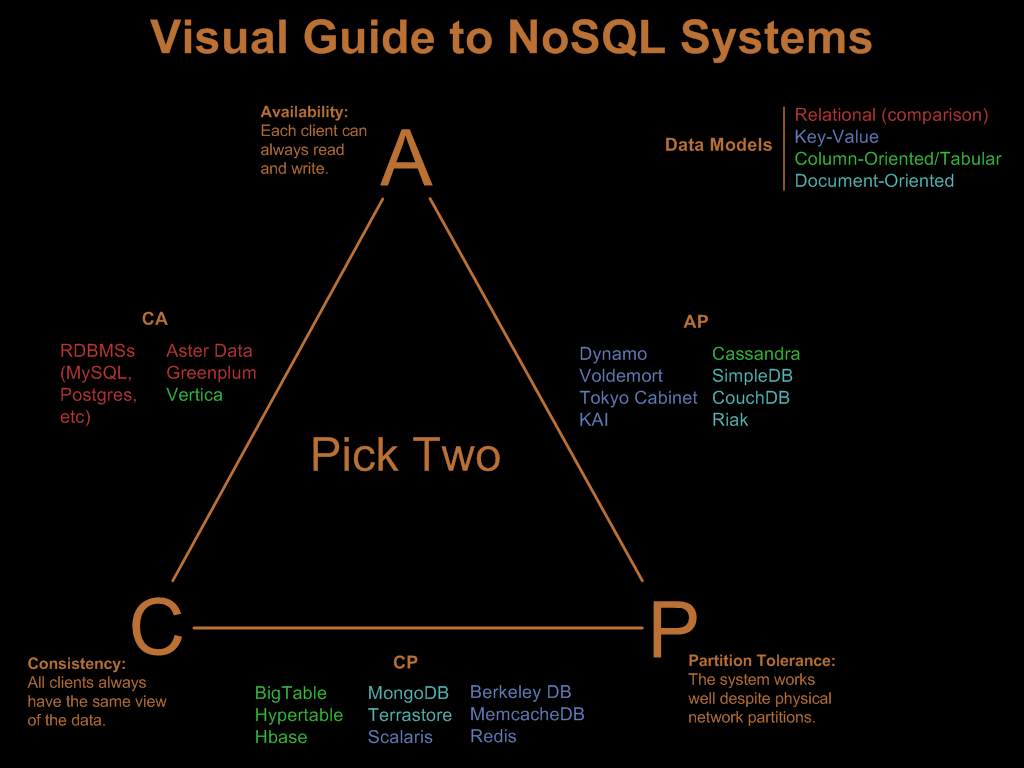 Visual Guide to NoSQL Systems
Availability:
Each client can
always read
and write.
A
Data Models
Relational (comparison)
Key-Value
Column-Oriented/Tabular
Document-Oriented
CA
RDBMSs
(MySQL,
Postgres,
etc)
Aster Data
Greenplum
Vertica
AP
Dynamo
Voldemort
Tokyo Cabinet
KAI
Cassandra
SimpleDB
CouchDB
Riak
Pick Two
C
Consistency:
All clients always
have the same view
of the data.
P
Partition Tolerance:
The system works
well despite physical
network partitions.
CP
BigTable
Hypertable
Hbase
MongoDB
Terrastore
Scalaris
Berkeley DB
MemcacheDB
Redis